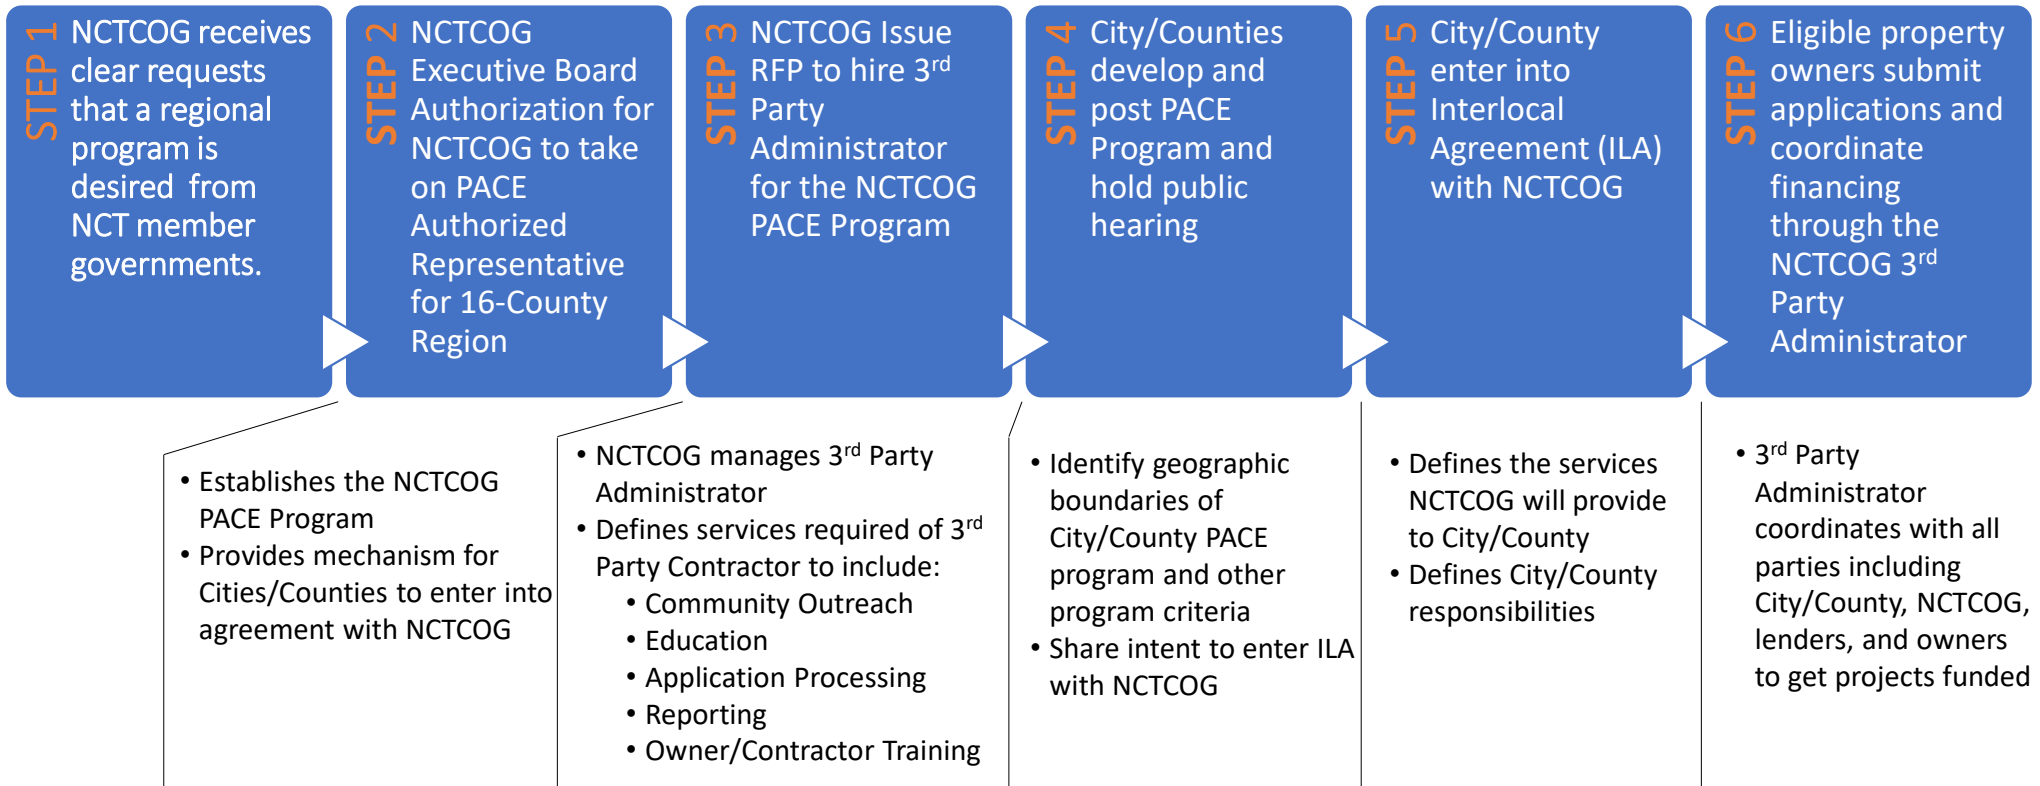 STEP 1
NCTCOG receives
clear requests
that a regional
program is
desired from
NCT member
governments.
STEP 2
NCTCOG
Executive Board
Authorization for
NCTCOG to take
on PACE
Authorized
Representative
for 16-County
Region
STEP 3
NCTCOG Issue
RFP to hire 3rd
Party
Administrator
for the NCTCOG
PACE Program
STEP 4
City/Counties
develop and
post PACE
Program and
hold public
hearing
STEP 5
City/County
enter into
Interlocal
Agreement (ILA)
with NCTCOG
STEP 6
Eligible property
owners submit
applications and
coordinate
financing
through the
NCTCOG 3rd
Party
Administrator
• Establishes the NCTCOG
PACE Program
• Provides mechanism for
Cities/Counties to enter into
agreement with NCTCOG
• NCTCOG manages 3rd Party
Administrator
• Defines services required of 3rd
Party Contractor to include:
• Community Outreach
• Education
• Application Processing
• Reporting
• Owner/Contractor Training
• Identify geographic
boundaries of
City/County PACE
program and other
program criteria
• Share intent to enter ILA
with NCTCOG
• Defines the services
NCTCOG will provide
to City/County
• Defines City/County
responsibilities
• 3rd Party
Administrator
coordinates with all
parties including
City/County, NCTCOG,
lenders, and owners
to get projects funded